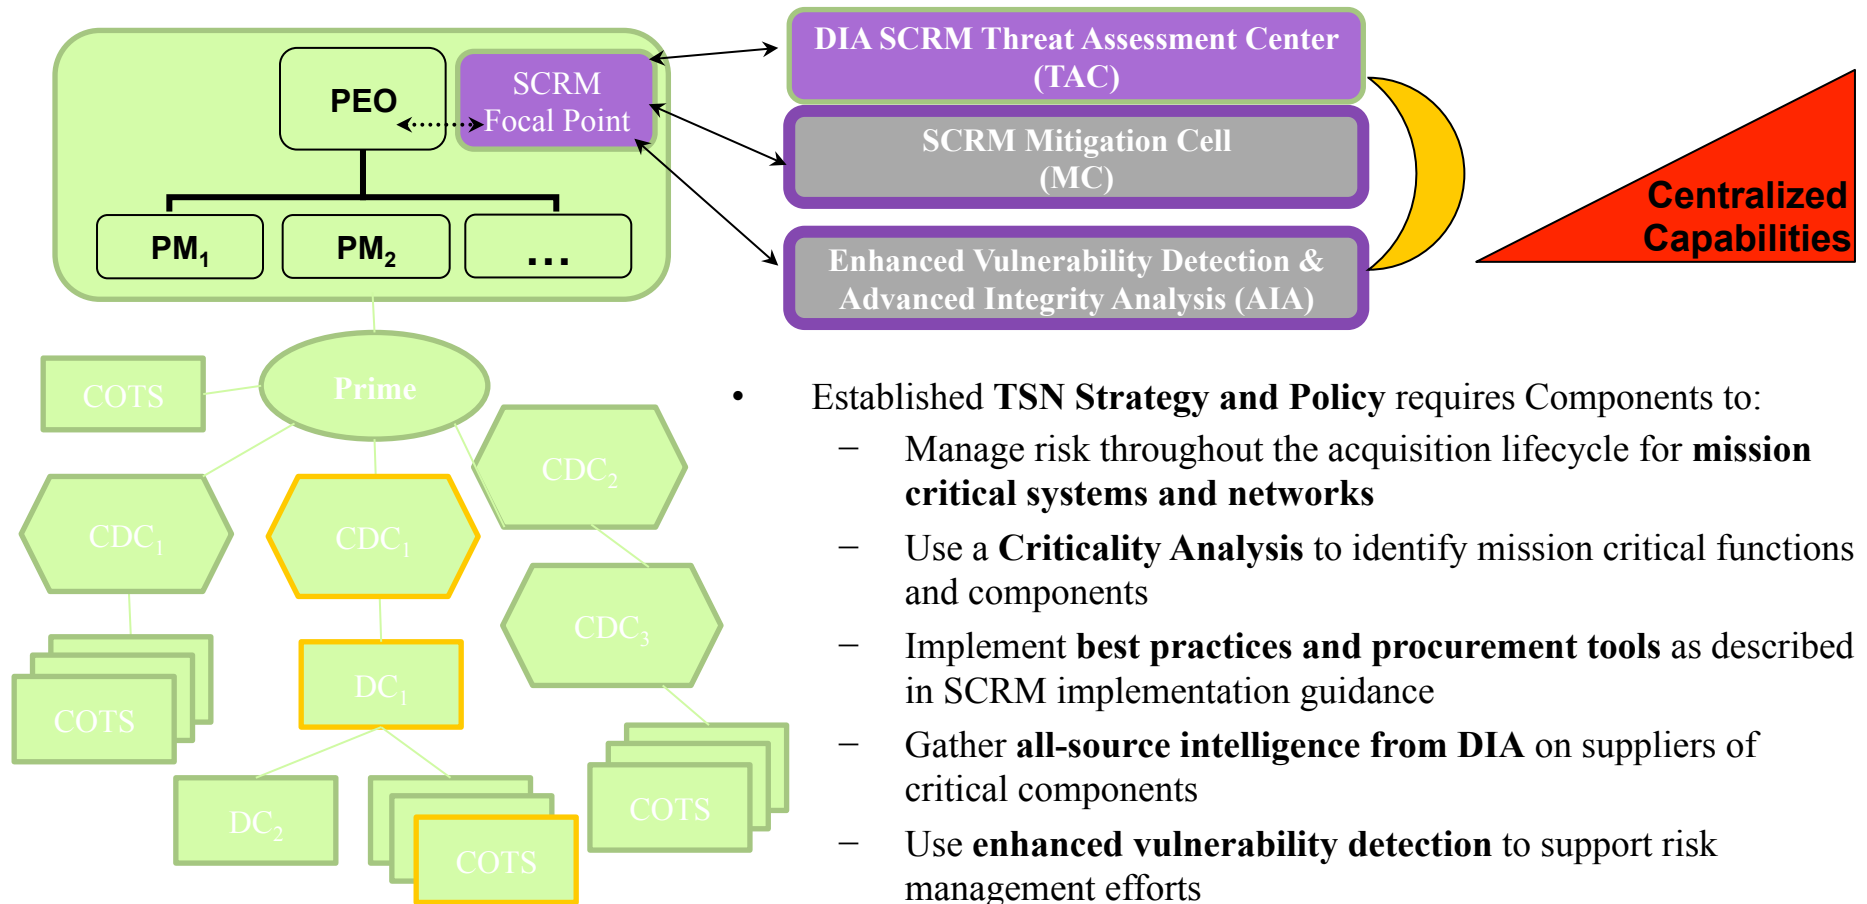 PEO
SCRM
Focal Point
PM1
PM2
...
DIA SCRM Threat Assessment Center
(TAC)
SCRM Mitigation Cell
(MC)
Enhanced Vulnerability Detection &
Advanced Integrity Analysis (AIA)
Centralized
Capabilities
Prime
COTS
CDC1
CDC1
CDC2
CDC3
COTS
DC1
DC2
COTS
COTS
• Established TSN Strategy and Policy requires Components to:
– Manage risk throughout the acquisition lifecycle for mission
critical systems and networks
– Use a Criticality Analysis to identify mission critical functions
and components
– Implement best practices and procurement tools as described
in SCRM implementation guidance
– Gather all-source intelligence from DIA on suppliers of
critical components
– Use enhanced vulnerability detection to support risk
management efforts